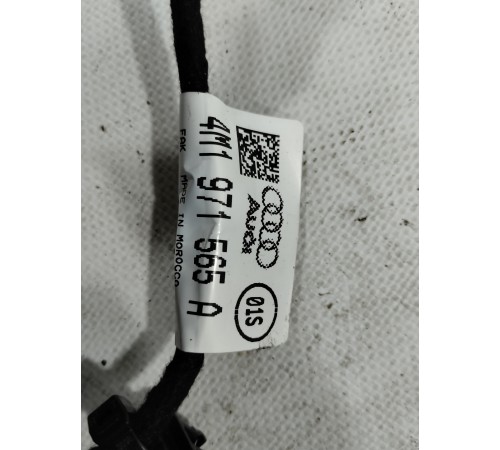 Audi
01S
4M1 971 565 A
MADE IN MOROCCO